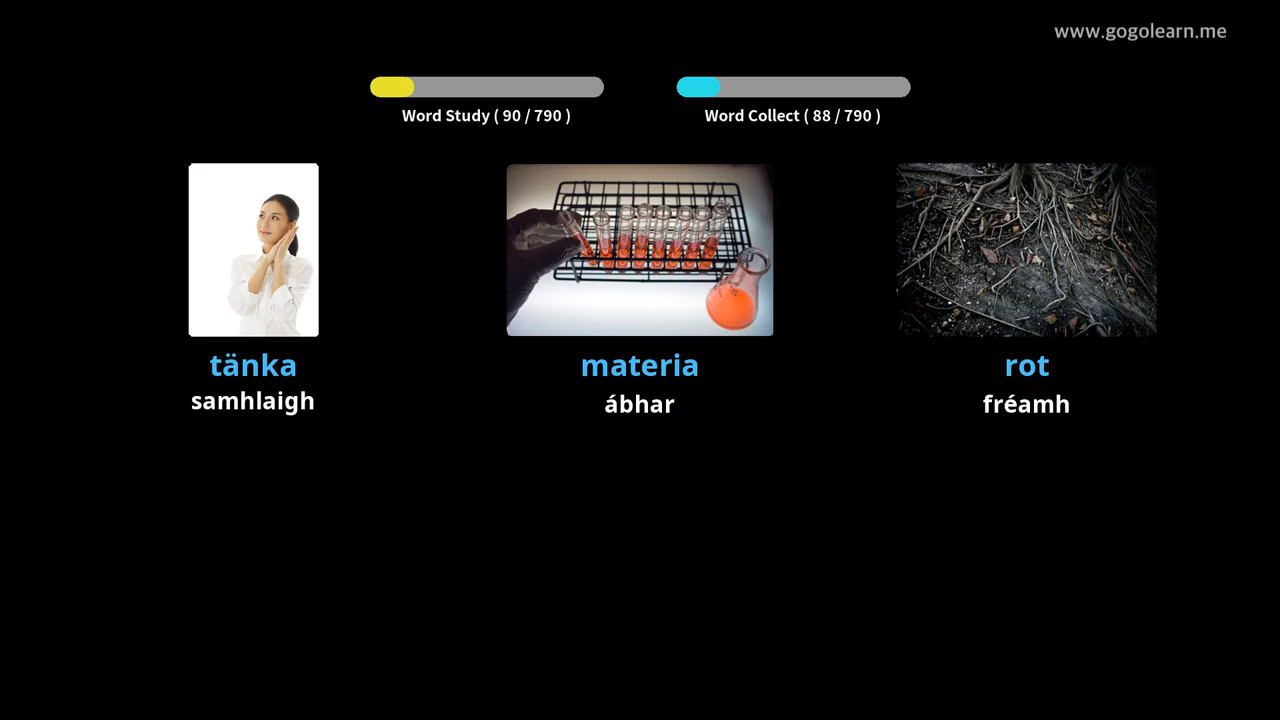 www.gogolearn.me
Word Study ( 90 / 790 )
Word Collect ( 88 / 790 )
tänka
samhlaigh
materia
ábhar
rot
fréamh